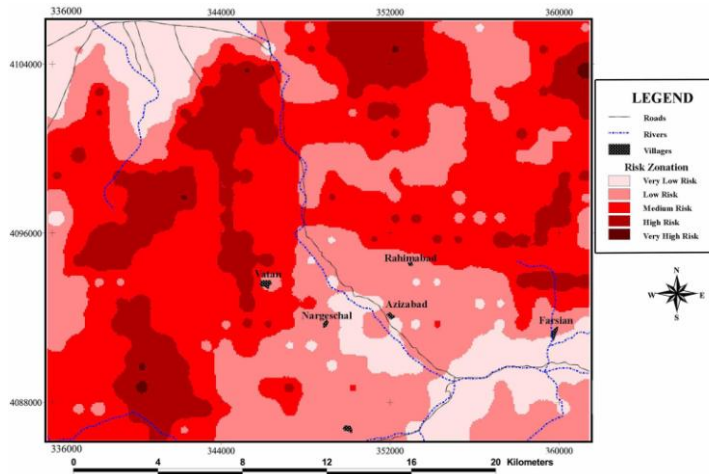 336000 344000 352000 360000
4104000
4096000
4088000
Rahimabad
Vatan
Azizabad
Nargeschal
Farsian
336000 344000 352000 360000
0 4 8 12 16 20 Kilometers
LEGEND
Roads
Rivers
Villages
Risk Zonation
Very Low Risk
Low Risk
Medium Risk
High Risk
Very High Risk
N
W E
S